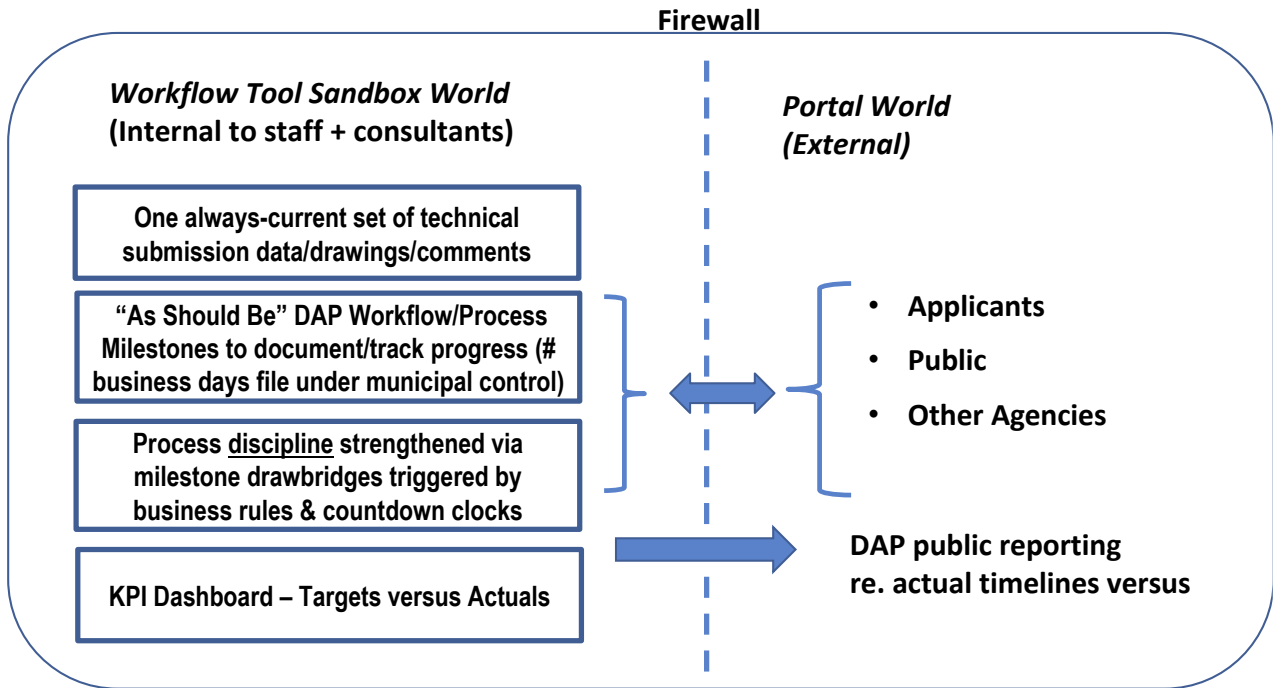 Firewall
Workflow Tool Sandbox World
(Internal to staff + consultants)
One always-current set of technical
submission data/drawings/comments
“As Should Be” DAP Workflow/Process
Milestones to document/track progress (#
business days file under municipal control)
Process discipline strengthened via
milestone drawbridges triggered by
business rules & countdown clocks
KPI Dashboard – Targets versus Actuals
Portal World
(External)
• Applicants
• Public
• Other Agencies
DAP public reporting
re. actual timelines versus